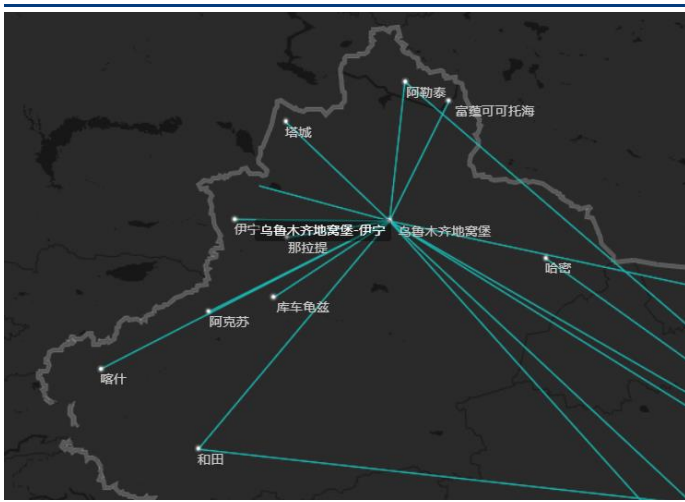 阿勒泰
富蕴可可托海
塔城
伊宁
乌鲁木齐地窝堡-伊宁
乌鲁木齐地窝堡
那拉提
哈密
库车龟兹
阿克苏
喀什
和田